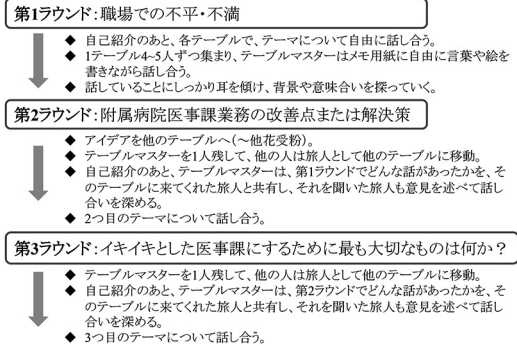 第1ラウンド:職場での不平・不満
◆ 自己紹介のあと、各テーブルで、テーマについて自由に話し合う。
◆ 1テーブル4~5人ずつ集まり、テーブルマスターはメモ用紙に自由に言葉や絵を
書きながら話し合う。
◆ 話していることにしっかり耳を傾け、背景や意味合いを探っていく。
第2ラウンド:附属病院医事課業務の改善点または解決策
◆ アイデアを他のテーブルへ(~他花受粉)。
◆ テーブルマスターを1人残して、他の人は旅人として他のテーブルに移動。
◆ 自己紹介のあと、テーブルマスターは、第1ラウンドでどんな話があったかを、そ
のテーブルに来てくれた旅人と共有し、それを聞いた旅人も意見を述べて話し
合いを深める。
◆ 2つ目のテーマについて話し合う。
第3ラウンド:イキイキとした医事課にするために最も大切なものは何か?
◆ テーブルマスターを1人残して、他の人は旅人として他のテーブルに移動。
◆ 自己紹介のあと、テーブルマスターは、第2ラウンドでどんな話があったかを、そ
のテーブルに来てくれた旅人と共有し、それを聞いた旅人も意見を述べて話し
合いを深める。
◆ 3つ目のテーマについて話し合う。